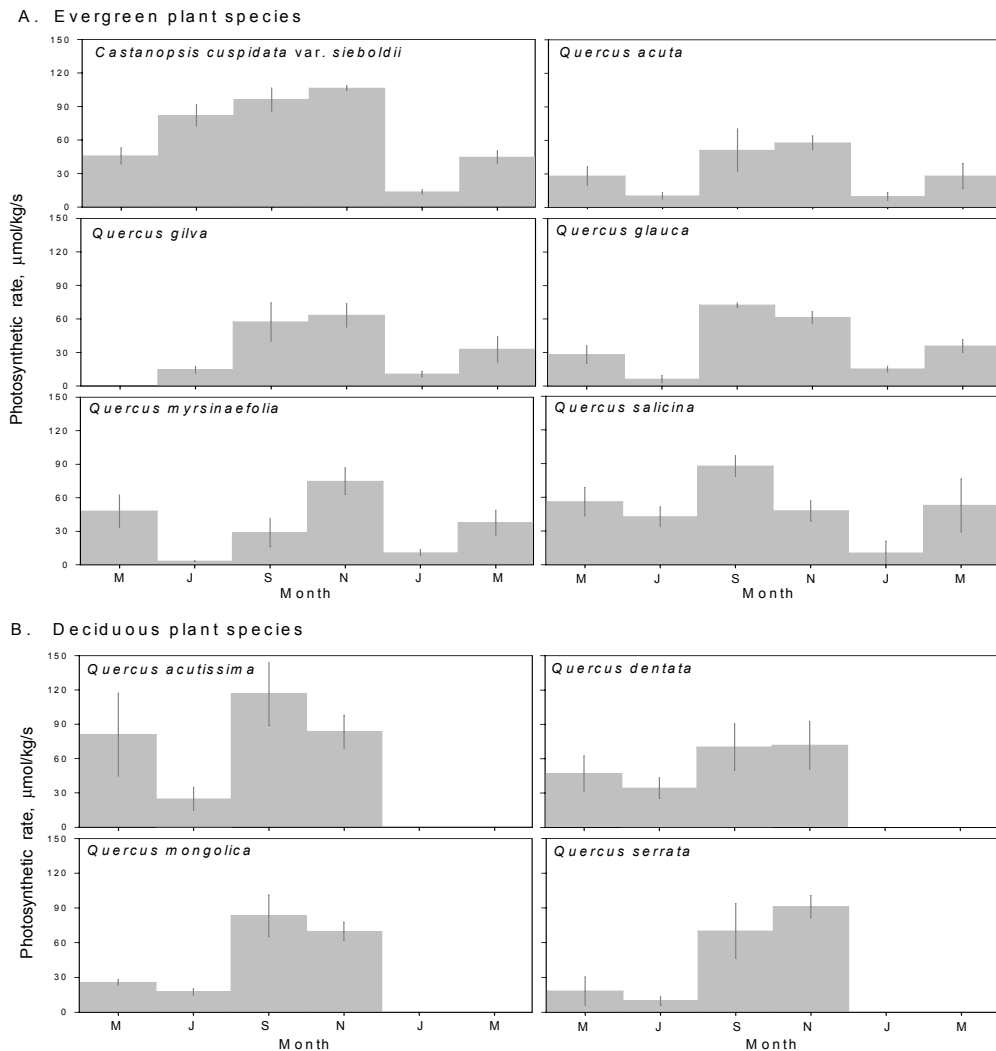 A. Evergreen plant species
Photosynthetic rate, μmol/kg/s
Castanopsis cuspidata var. sieboldii
150
120
90
60
30
0
Quercus acuta
Quercus gilva
150
120
90
60
30
0
Quercus glauca
Quercus myrsinaefolia
150
120
90
60
30
0
Quercus salicina
M J S N J M
Month
M J S N J M
Month
B. Deciduous plant species
Photosynthetic rate, μmol/kg/s
Quercus acutissima
150
120
90
60
30
0
Quercus dentata
Quercus mongolica
150
120
90
60
30
0
Quercus serrata
M J S N J M
Month
M J S N J M
Month